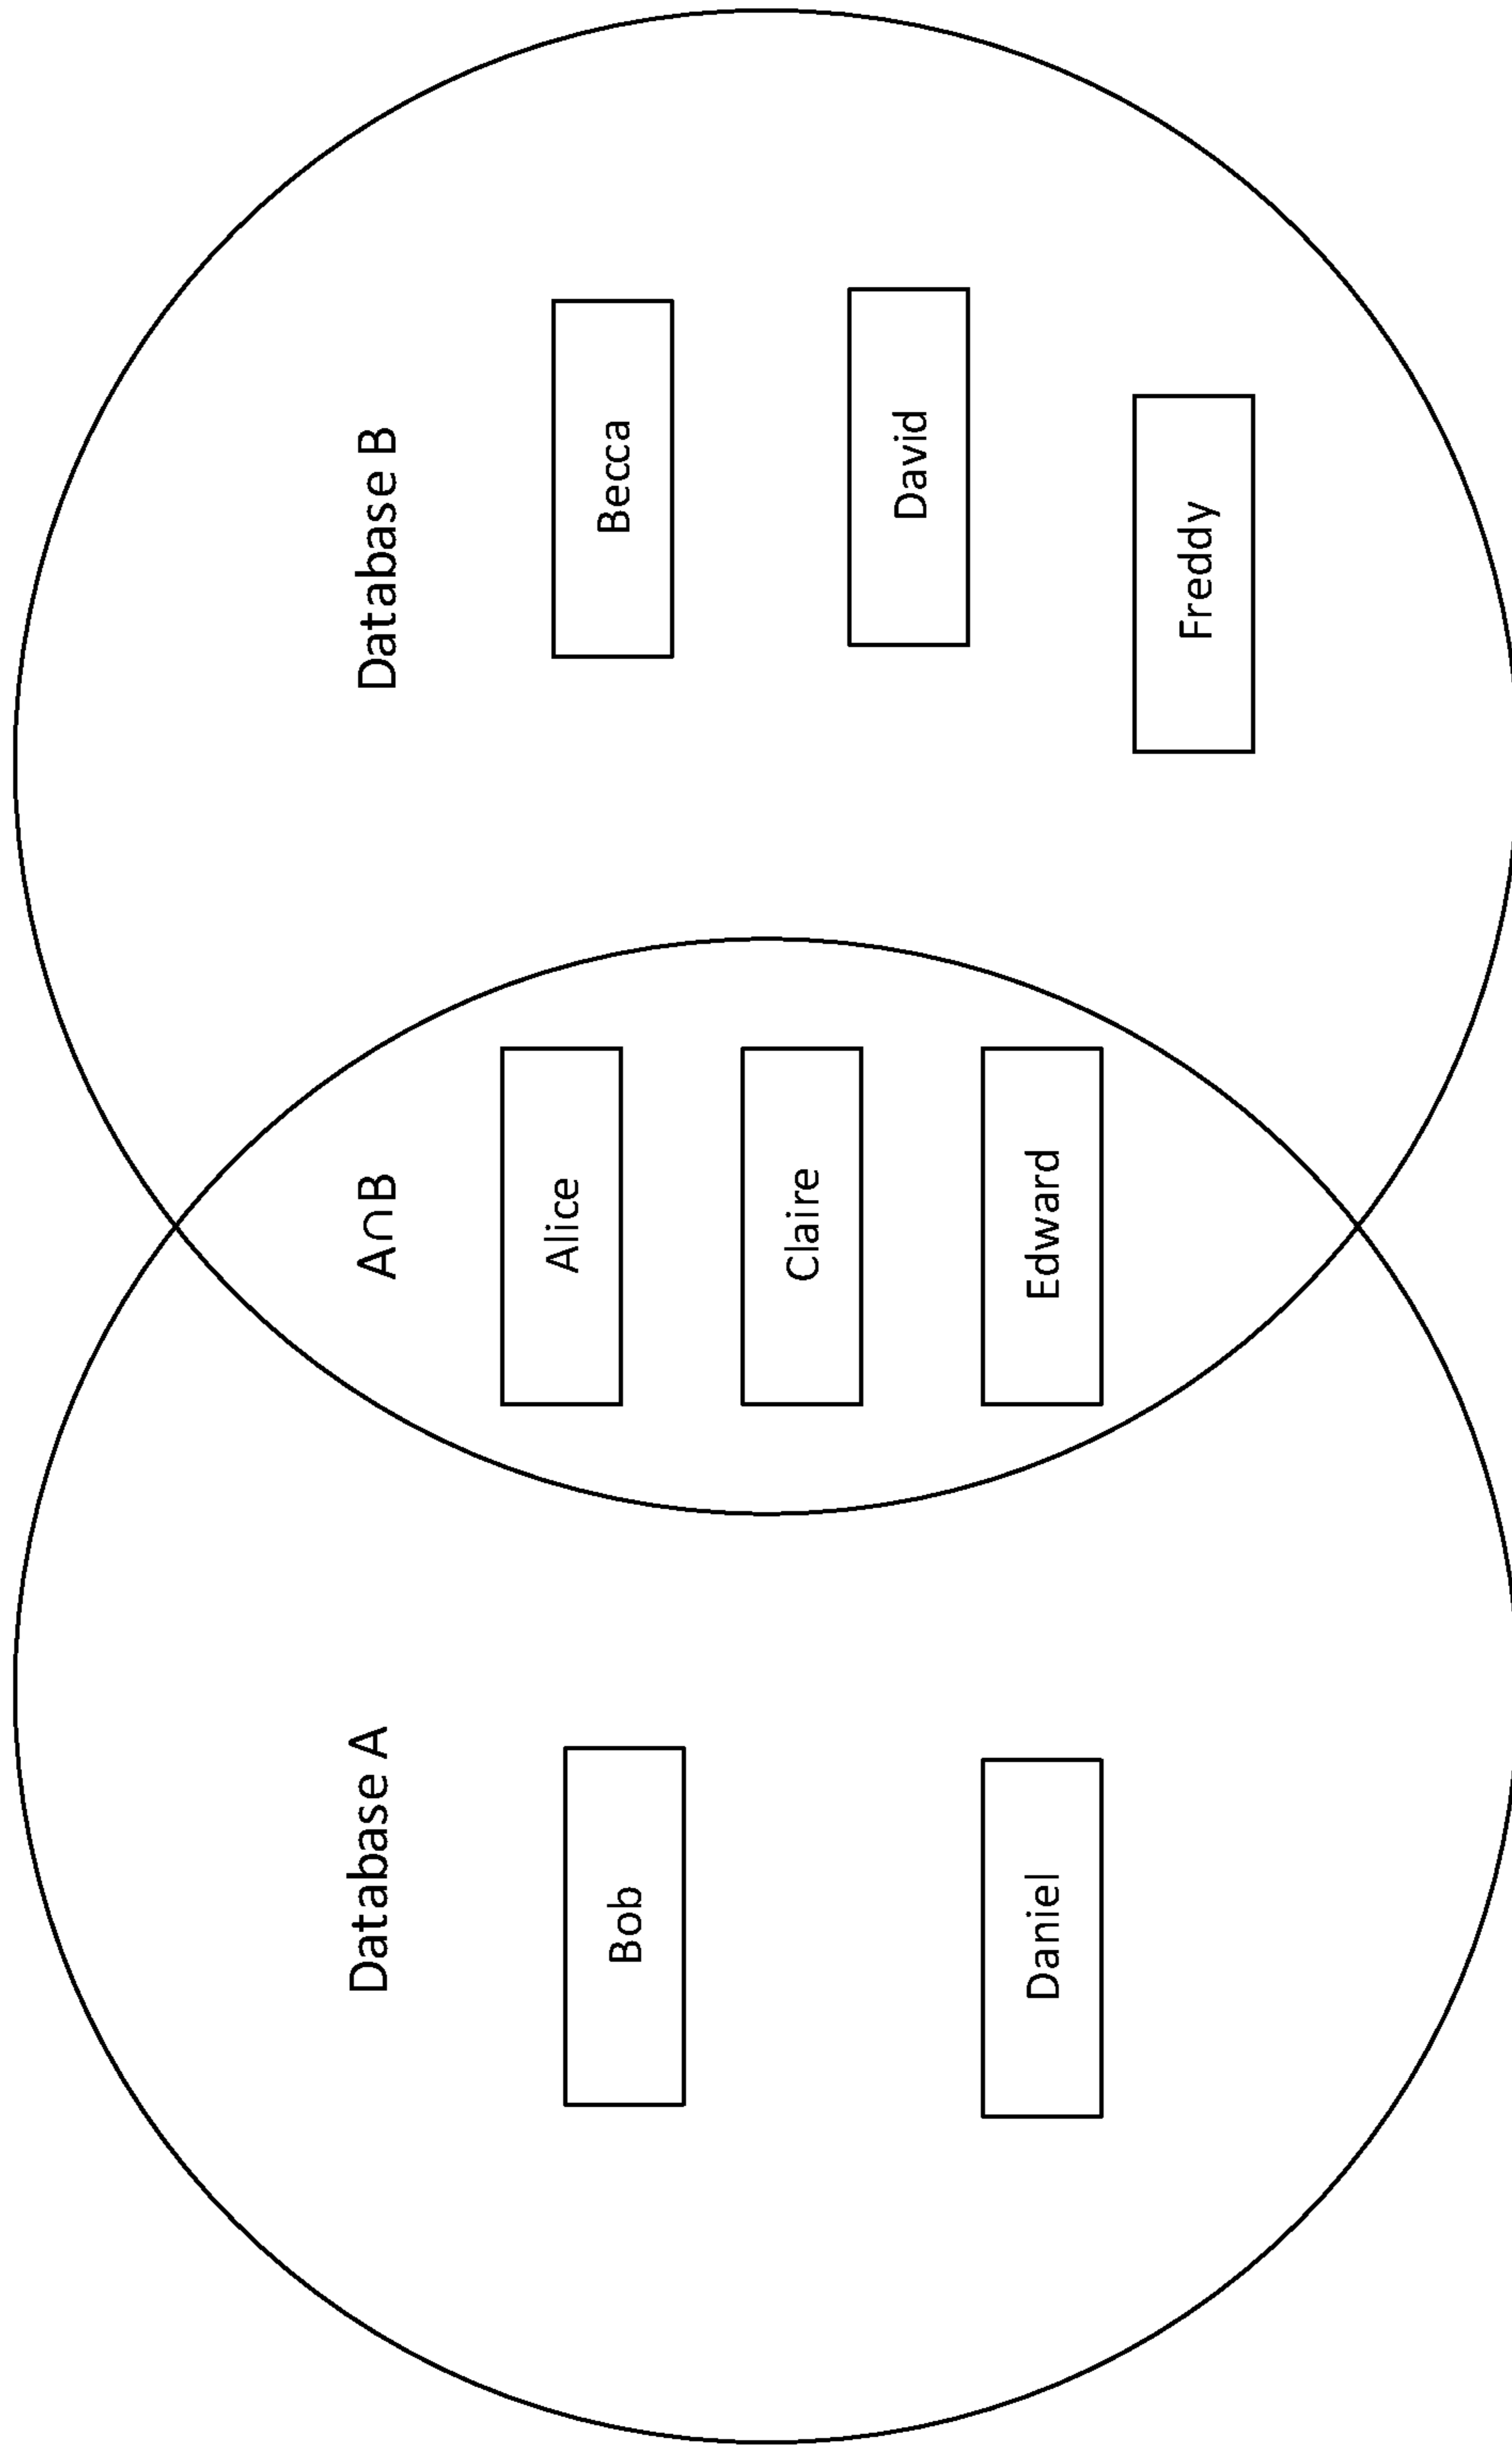 Database A
A∩B
Database B
Bob
Daniel
Alice
Claire
Edward
Becca
David
Freddy